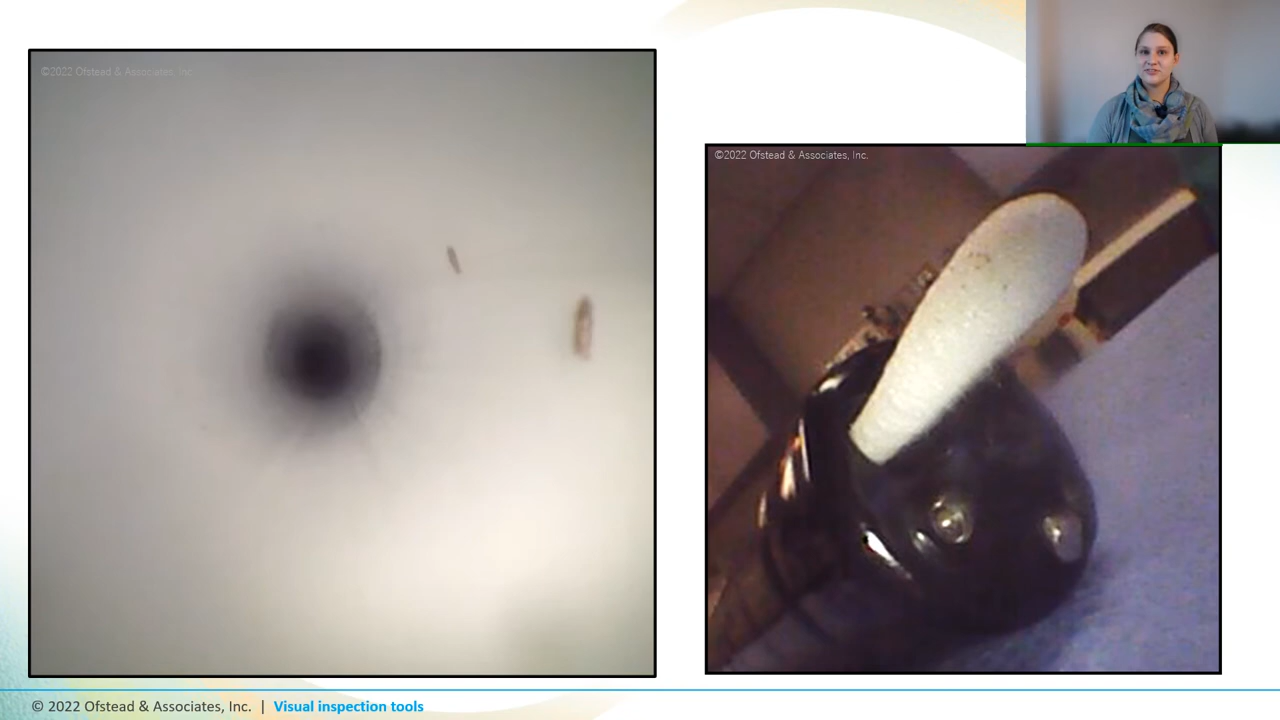 ©2022 Ofstead & Associates, Inc.
©2022 Ofstead & Associates, Inc.
© 2022 Ofstead & Associates, Inc. | Visual inspection tools